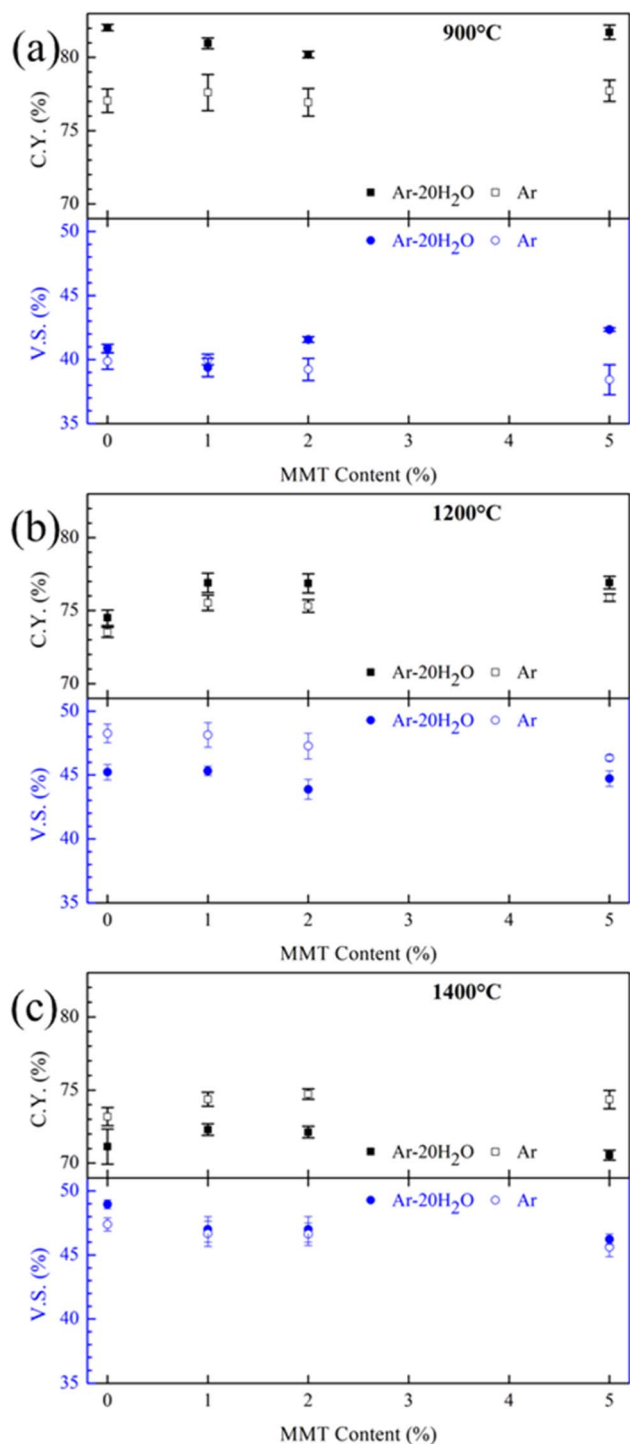 (a)
900°C
C.Y. (%)
80
75
70
Ar-20H₂O Ar
Ar-20H₂O Ar
V.S. (%)
50
45
40
35
0 1 2 3 4 5
MMT Content (%)
(b)
1200°C
C.Y. (%)
80
75
70
Ar-20H₂O Ar
Ar-20H₂O Ar
V.S. (%)
50
45
40
35
0 1 2 3 4 5
MMT Content (%)
(c)
1400°C
C.Y. (%)
80
75
70
Ar-20H₂O Ar
Ar-20H₂O Ar
V.S. (%)
50
45
40
35
0 1 2 3 4 5
MMT Content (%)